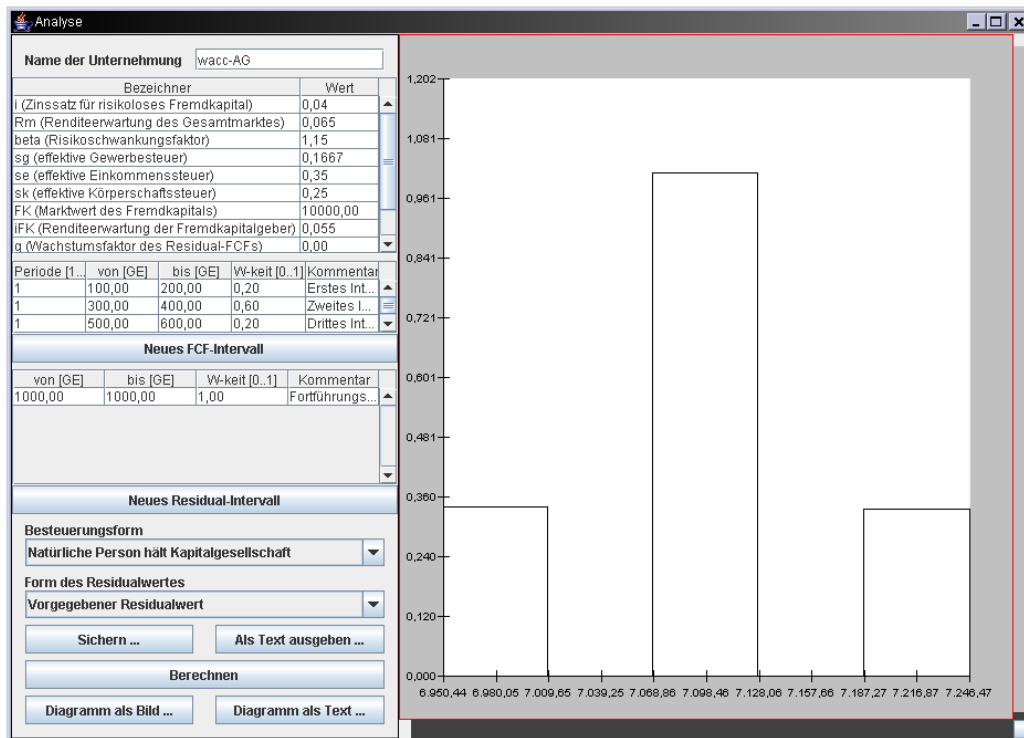 Analyse
Name der Unternehmung wacc-AG
Bezeichner Wert
i (Zinssatz für risikoloses Fremdkapital) 0,04
Rm (Renditeerwartung des Gesamtmarktes) 0,065
beta (Risikoschwankungsfaktor) 1,15
sg (effektive Gewerbesteuer) 0,1667
se (effektive Einkommenssteuer) 0,35
sk (effektive Körperschaftssteuer) 0,25
FK (Marktwert des Fremdkapitals) 10000,00
iFK (Renditeerwartung der Fremdkapitalgeber) 0,055
g (Wachstumsfaktor des Residual-FCFs) 0,00
Periode [1... von [GE] bis [GE] W-keit [0..1] Kommentar
1 100,00 200,00 0,20 Erstes Int...
1 300,00 400,00 0,60 Zweites I...
1 500,00 600,00 0,20 Drittes Int...
Neues FCF-Intervall
von [GE] bis [GE] W-keit [0..1] Kommentar
1000,00 1000,00 1,00 Fortführungs...
Neues Residual-Intervall
Besteuerungsform
Natürliche Person hält Kapitalgesellschaft
Form des Residualwertes
Vorgegebener Residualwert
Sichern ... Als Text ausgeben ...
Berechnen
Diagramm als Bild ... Diagramm als Text ...
1,202
1,081
0,961
0,841
0,721
0,601
0,481
0,360
0,240
0,120
0,000
6.950,44 6.980,05 7.009,65 7.039,25 7.068,86 7.098,46 7.128,06 7.157,66 7.187,27 7.216,87 7.246,47